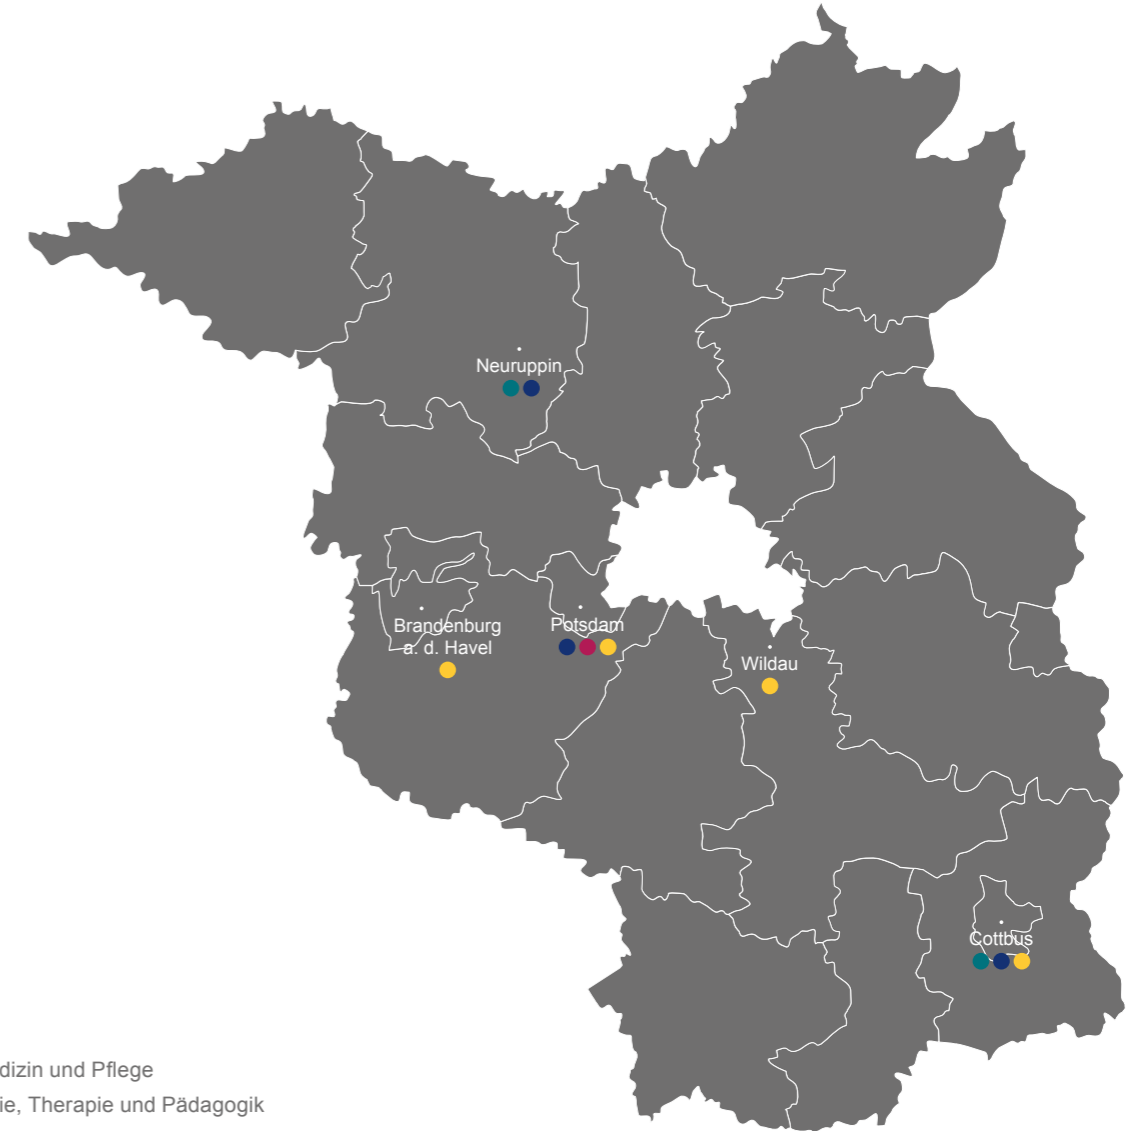 Neuruppin
Brandenburg
a. d. Havel
Potsdam
Wildau
Cottbus
dizin und Pflege
ie, Therapie und Pädagogik